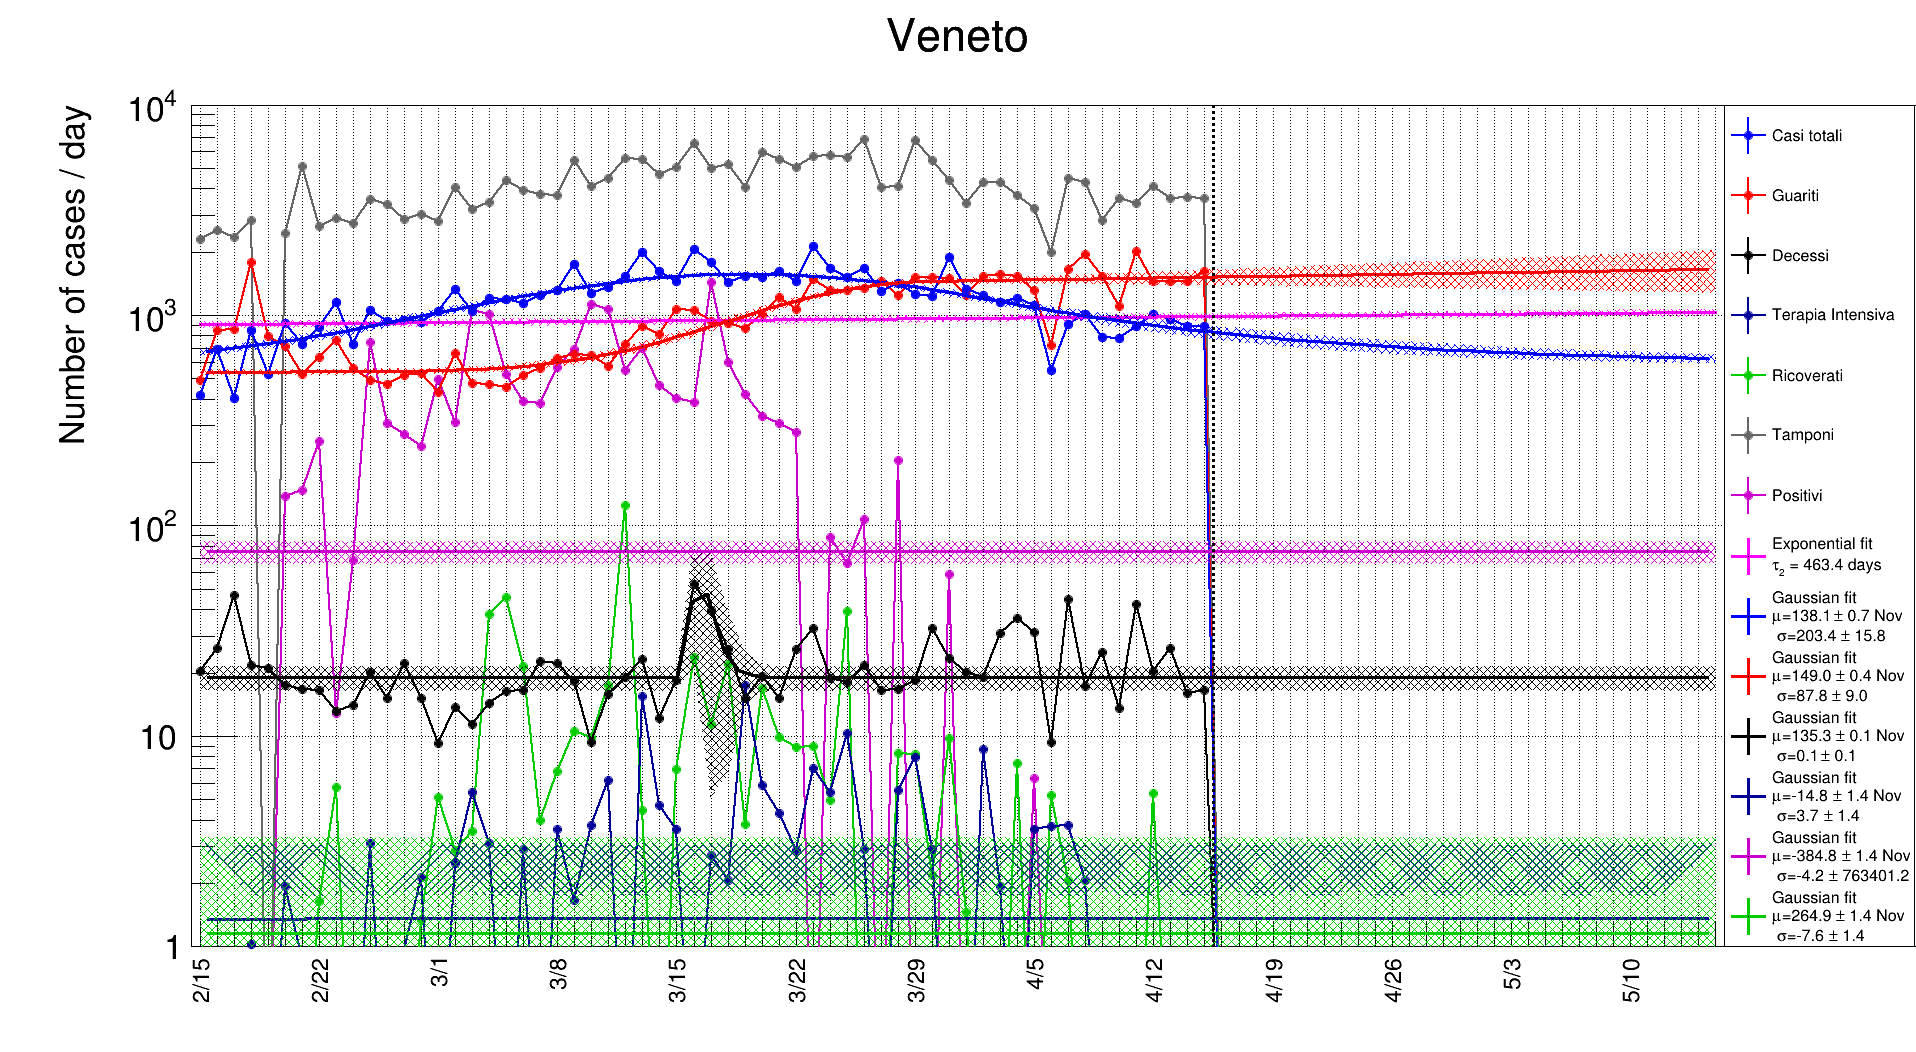 Veneto
Number of cases / day
10⁴
10³
10²
10
1
2/15
2/22
3/1
3/8
3/15
3/22
3/29
4/5
4/12
4/19
4/26
5/3
5/10
Casi totali
Guariti
Decessi
Terapia Intensiva
Ricoverati
Tamponi
Positivi
Exponential fit
τ₂ = 463.4 days
Gaussian fit
μ=138.1 ± 0.7 Nov
σ=203.4 ± 15.8
Gaussian fit
μ=149.0 ± 0.4 Nov
σ=87.8 ± 9.0
Gaussian fit
μ=135.3 ± 0.1 Nov
σ=0.1 ± 0.1
Gaussian fit
μ=-14.8 ± 1.4 Nov
σ=3.7 ± 1.4
Gaussian fit
μ=-384.8 ± 1.4 Nov
σ=-4.2 ± 763401.2
Gaussian fit
μ=264.9 ± 1.4 Nov
σ=-7.6 ± 1.4